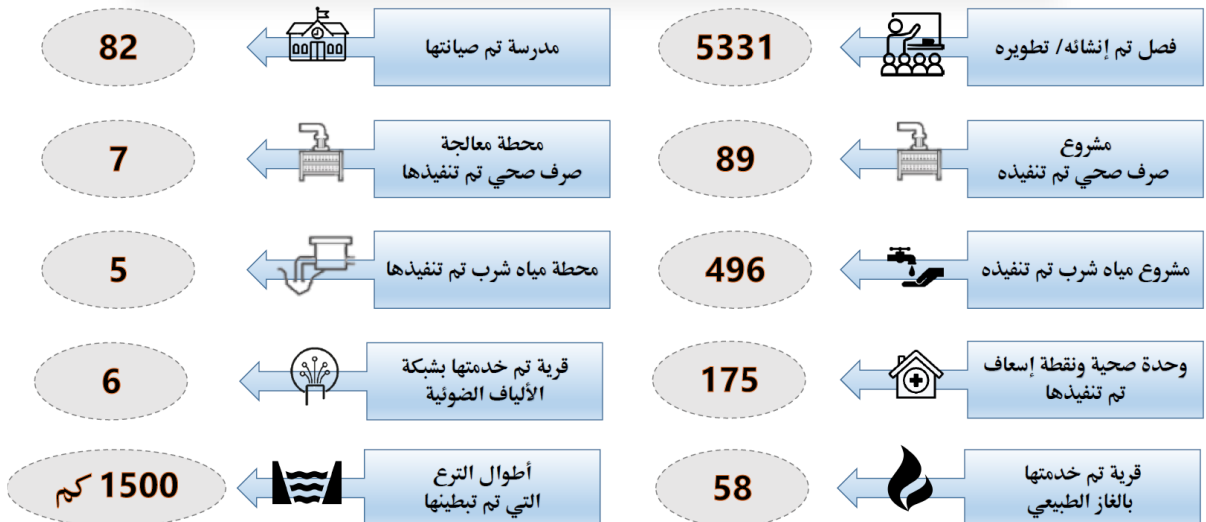 فصل تم إنشائه/ تطويره
5331
مدرسة تم صيانتها
82
مشروع
صرف صحي تم تنفيذه
89
محطة معالجة
صرف صحي تم تنفيذها
7
مشروع مياه شرب تم تنفيذه
496
محطة مياه شرب تم تنفيذها
5
وحدة صحية ونقطة إسعاف
تم تنفيذها
175
قرية تم خدمتها بشبكة
الألياف الضوئية
6
قرية تم خدمتها
بالغاز الطبيعي
58
أطوال الترع
التي تم تبطينها
1500 كم